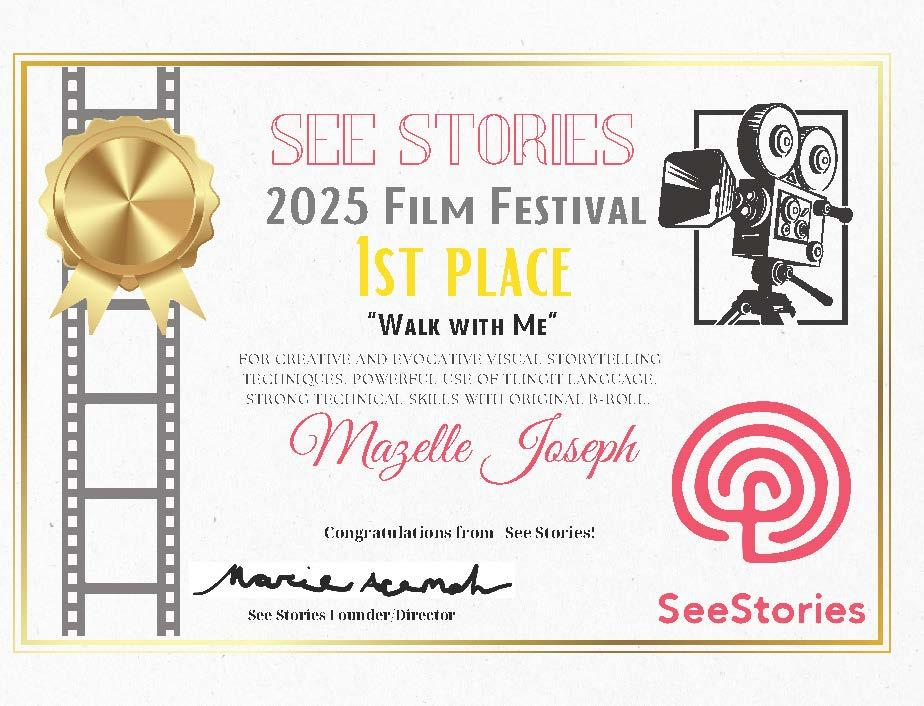 SEE STORIES
2025 FILM FESTIVAL
1ST PLACE
"WALK WITH ME"
FOR CREATIVE AND EVOCATIVE VISUAL STORYTELLING
TECHNIQUES, POWERFUL USE OF TLINGIT LANGUAGE,
STRONG TECHNICAL SKILLS WITH ORIGINAL B-ROLL.
Mazelle Joseph
Congratulations from See Stories!
Marie Acemah
See Stories Founder/Director
SeeStories